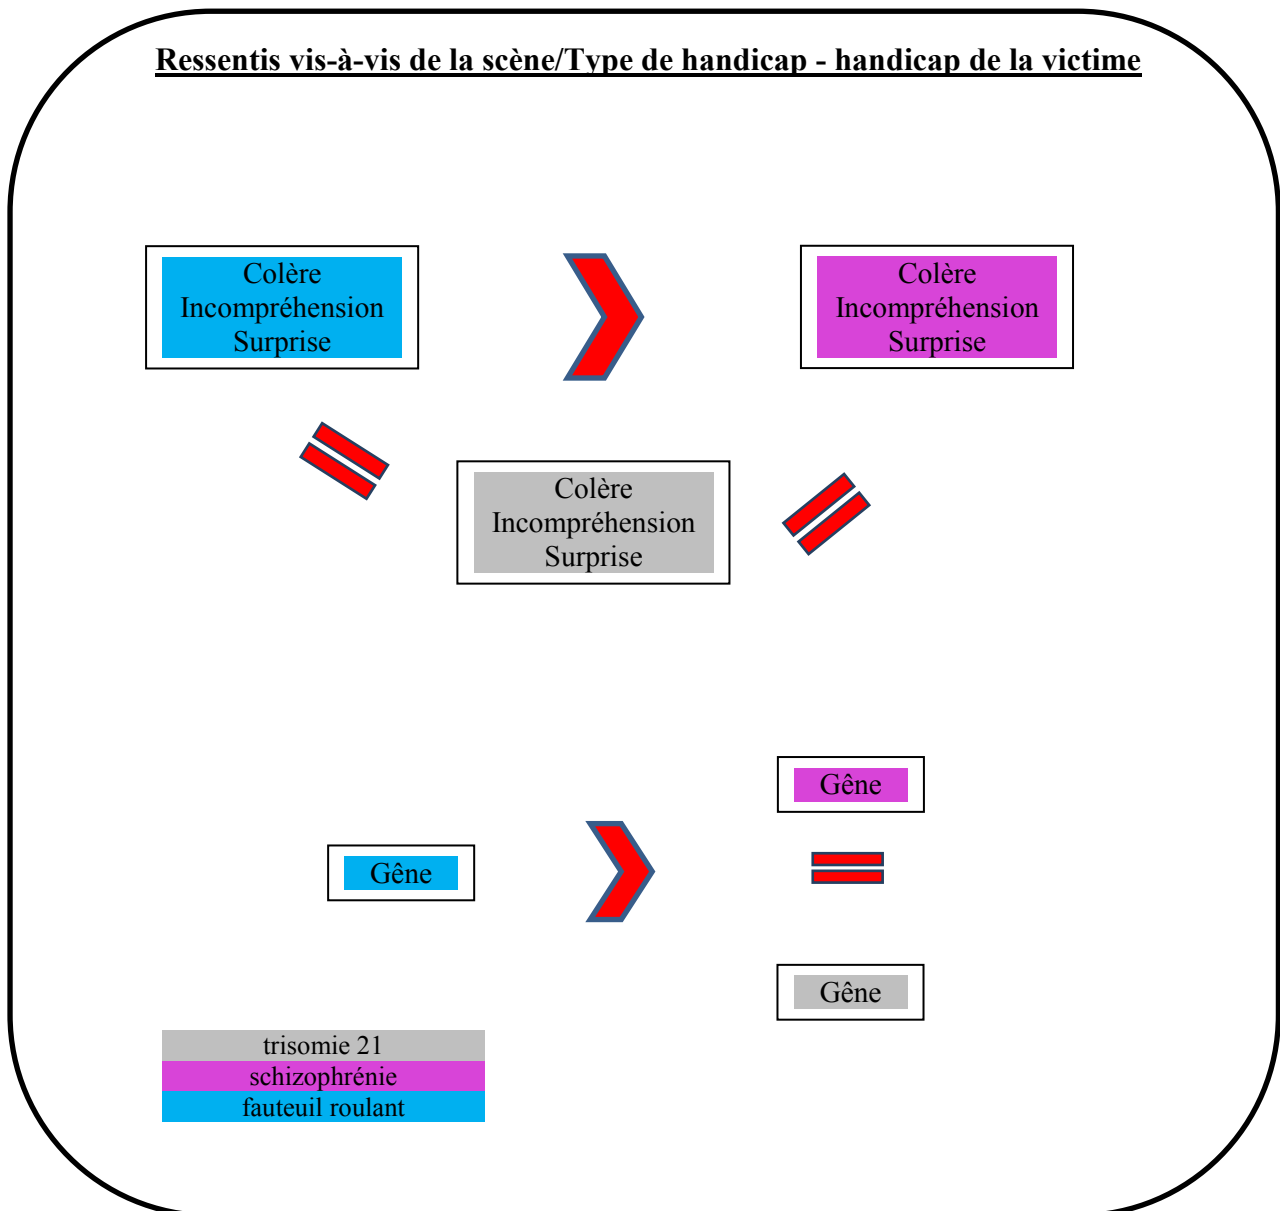 Ressentis vis-à-vis de la scène/Type de handicap - handicap de la victime
Colère
Incompréhension
Surprise
Colère
Incompréhension
Surprise
Colère
Incompréhension
Surprise
Gêne
Gêne
Gêne
trisomie 21
schizophrénie
fauteuil roulant